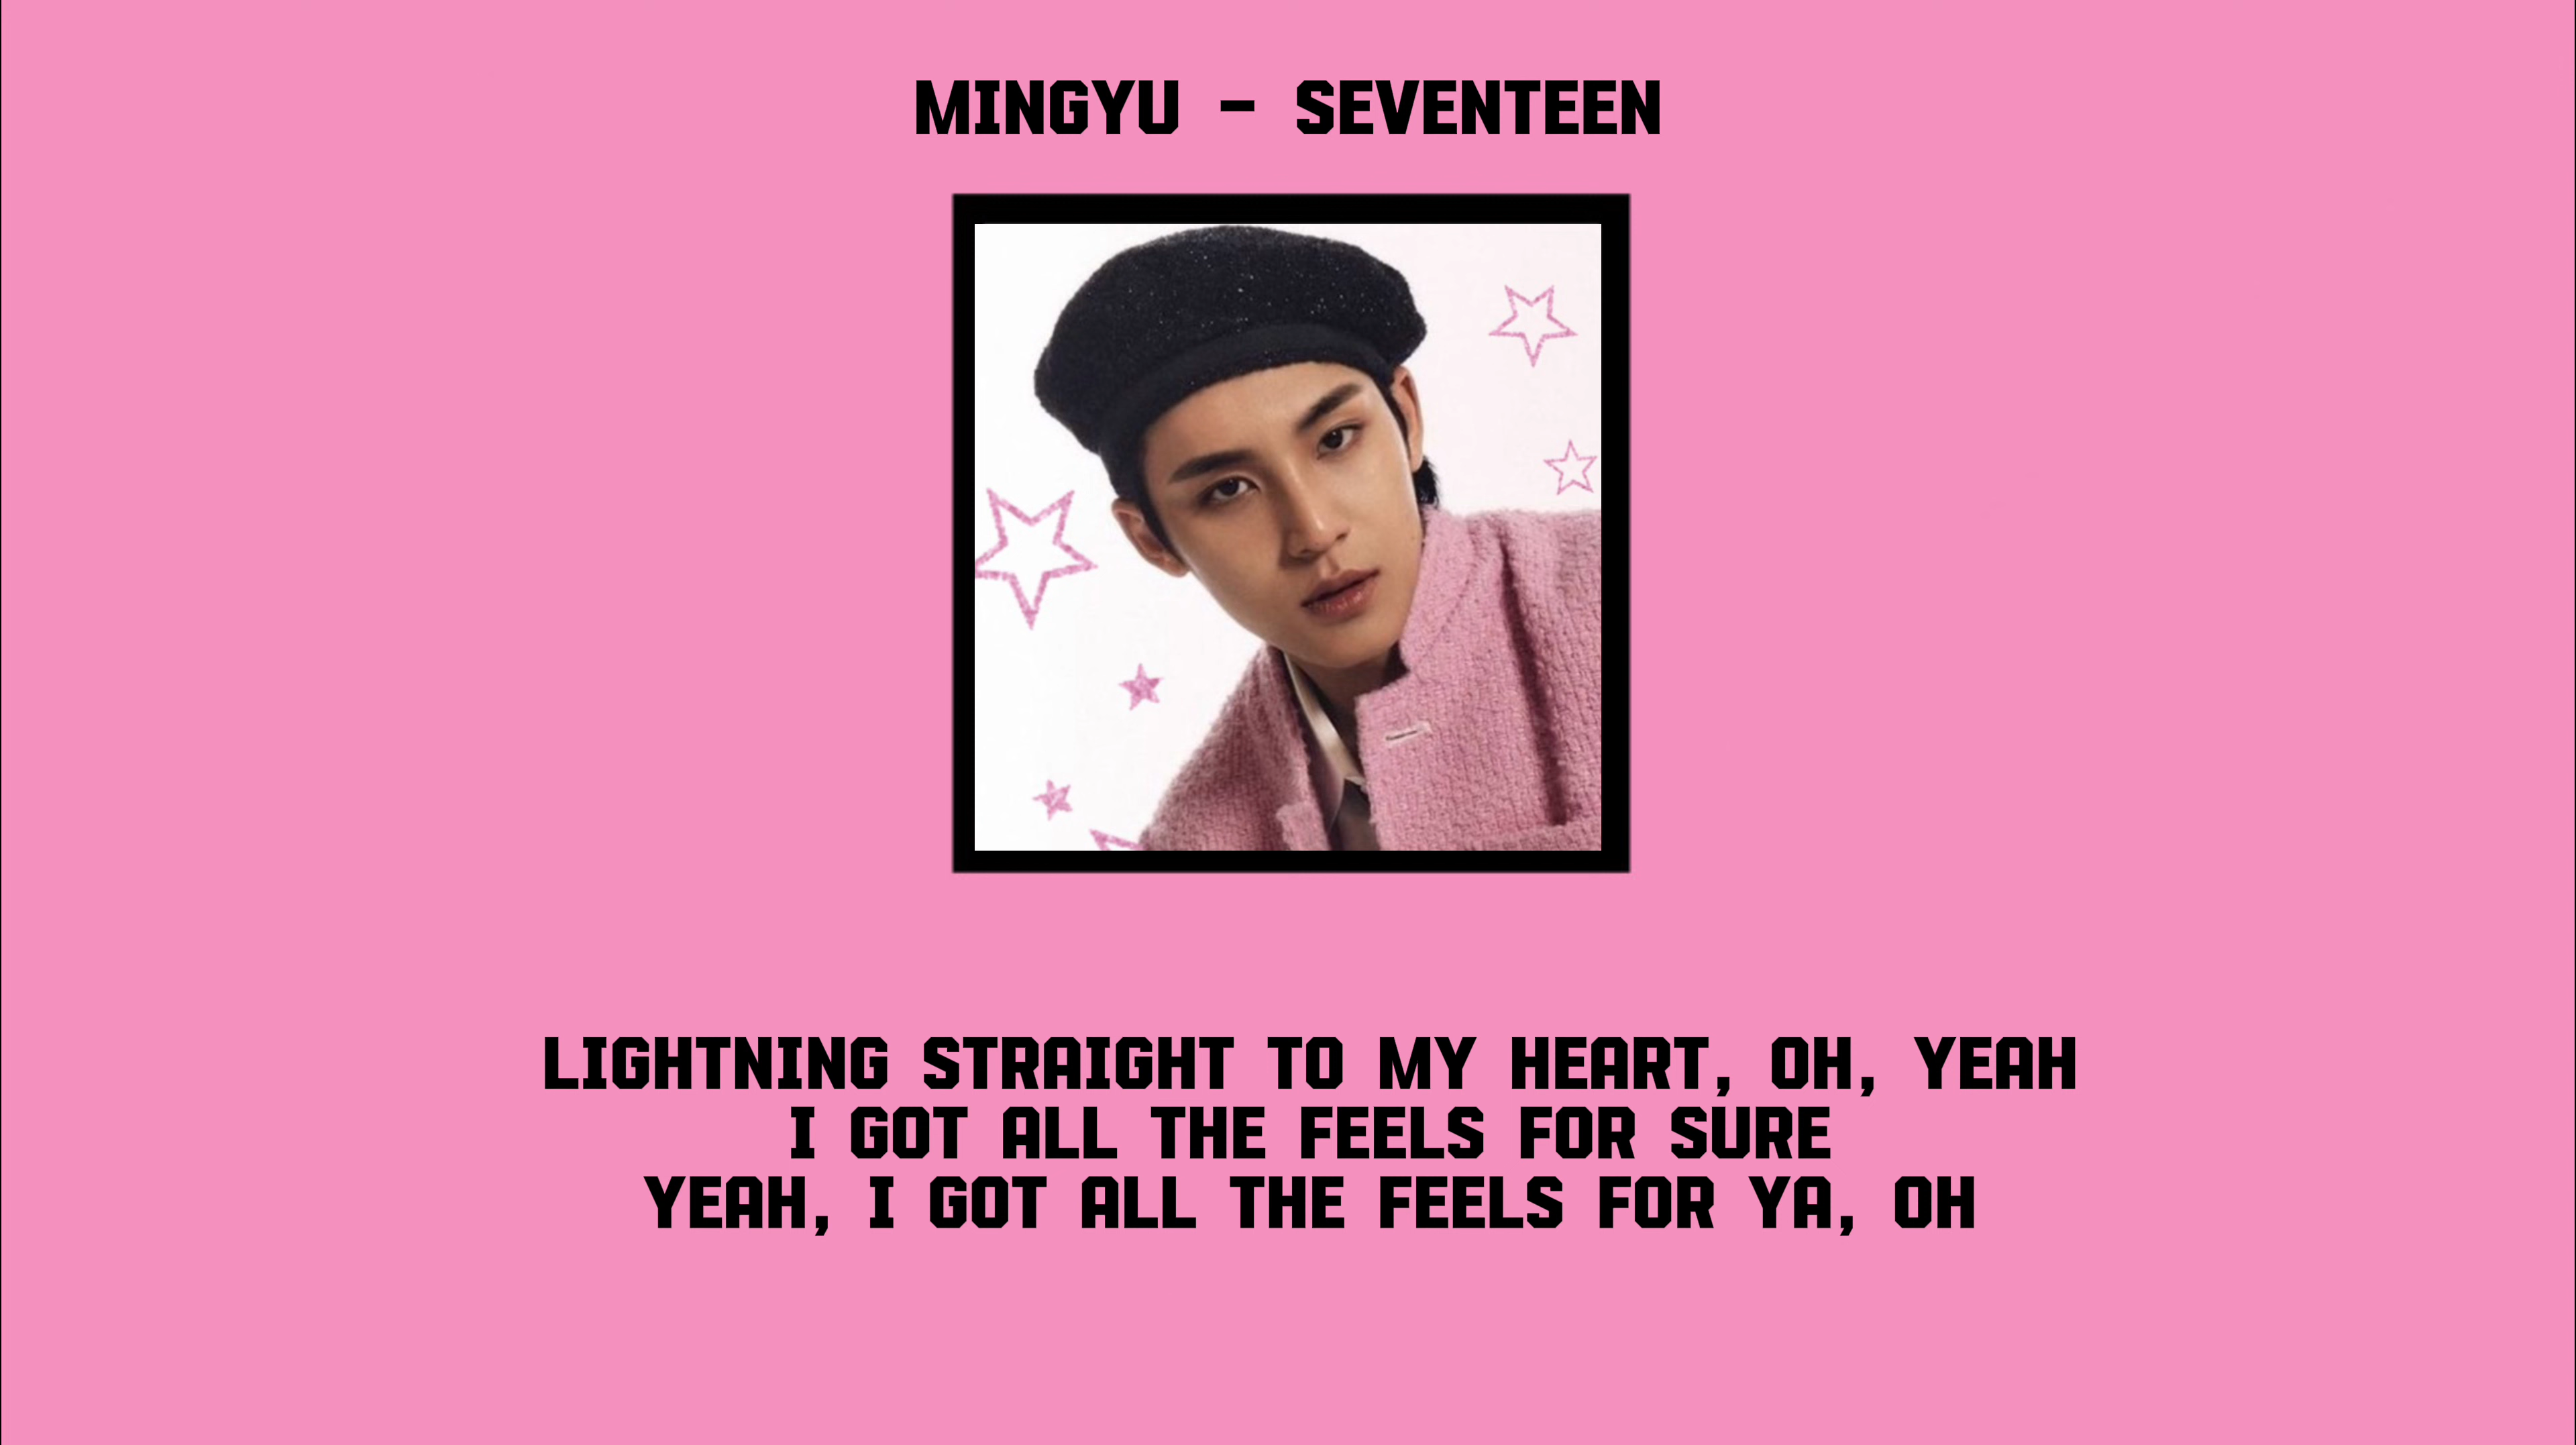 MINGYU - SEVENTEEN
LIGHTNING STRAIGHT TO MY HEART, OH, YEAH
I GOT ALL THE FEELS FOR SURE
YEAH, I GOT ALL THE FEELS FOR YA, OH